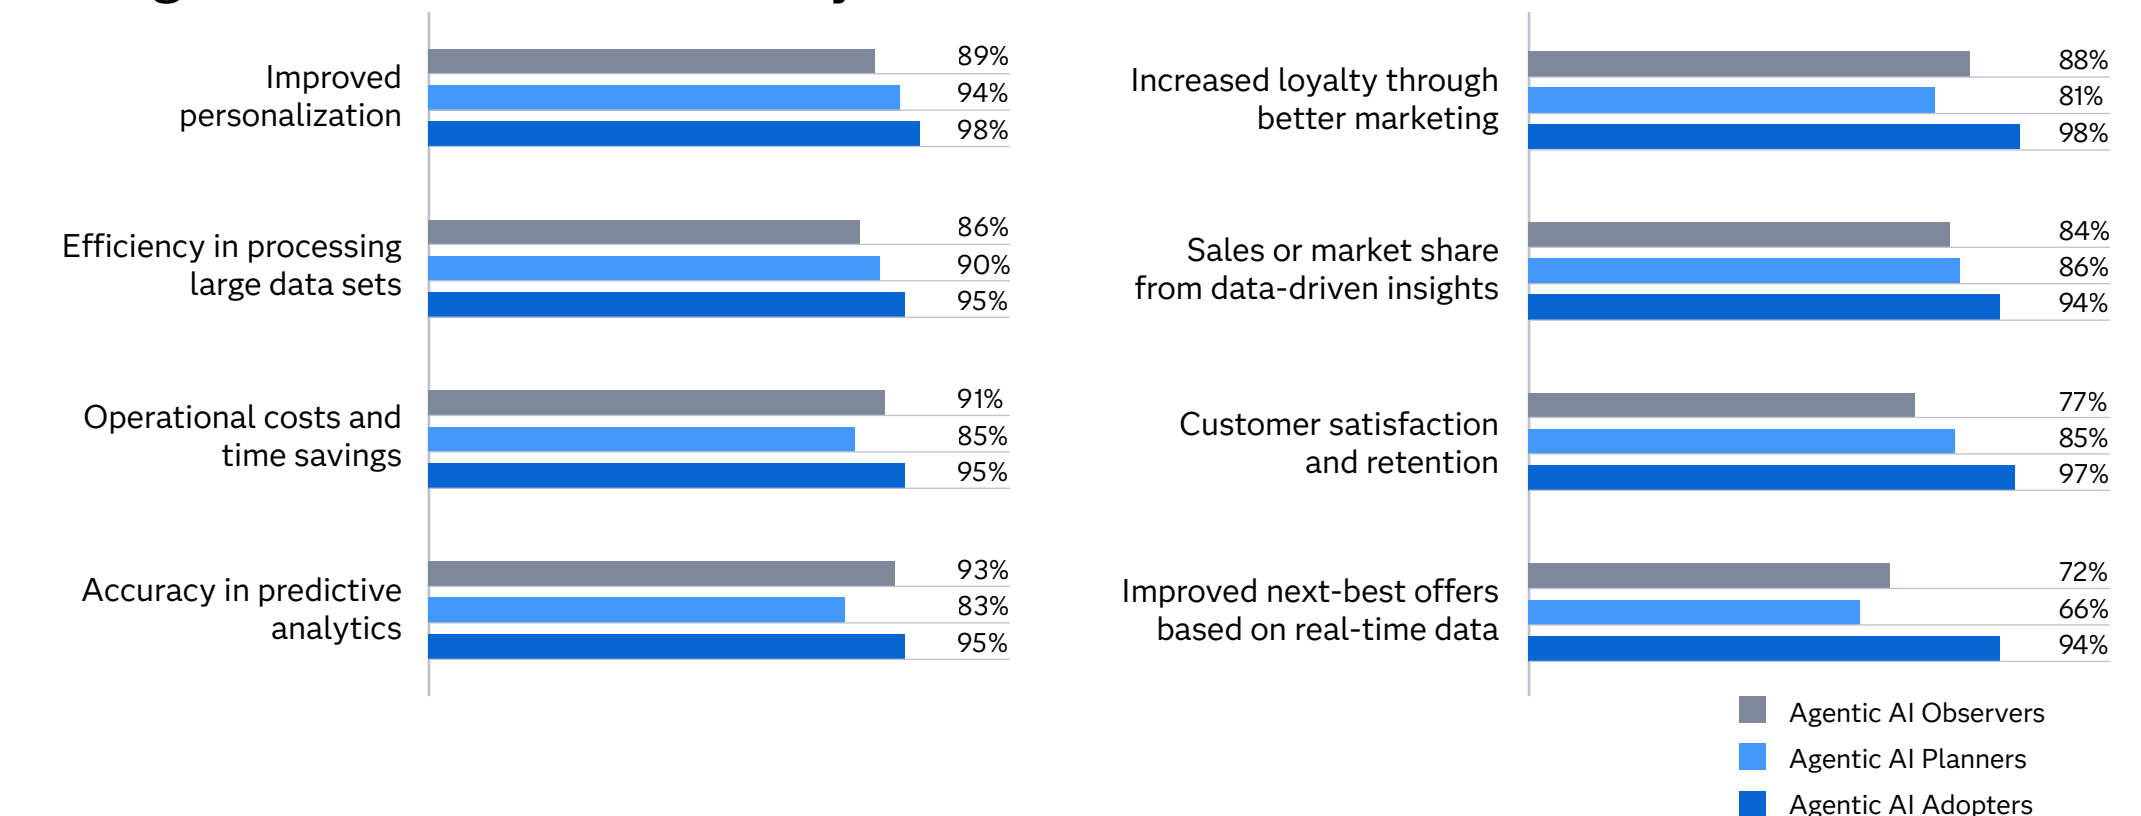 Improved
personalization
89%
94%
98%
Efficiency in processing
large data sets
86%
90%
95%
Operational costs and
time savings
91%
85%
95%
Accuracy in predictive
analytics
93%
83%
95%
Increased loyalty through
better marketing
88%
81%
98%
Sales or market share
from data-driven insights
84%
86%
94%
Customer satisfaction
and retention
77%
85%
97%
Improved next-best offers
based on real-time data
72%
66%
94%
Agentic AI Observers
Agentic AI Planners
Agentic AI Adopters